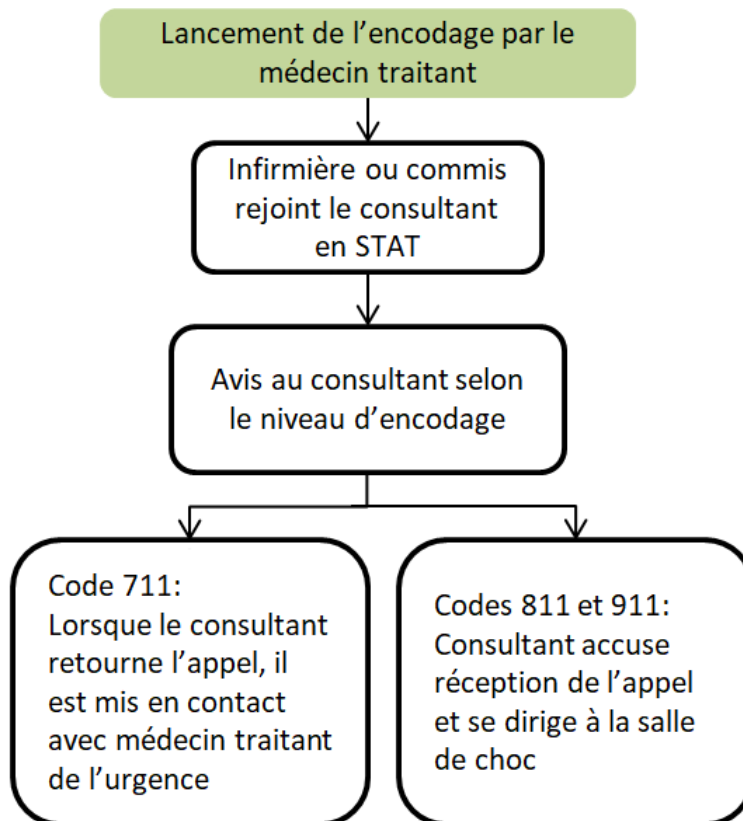 Lancement de l’encodage par le
médecin traitant
Infirmière ou commis
rejoint le consultant
en STAT
Avis au consultant selon
le niveau d’encodage
Code 711:
Lorsque le consultant
retourne l’appel, il
est mis en contact
avec médecin traitant
de l’urgence
Codes 811 et 911:
Consultant accuse
réception de l’appel
et se dirige à la salle
de choc